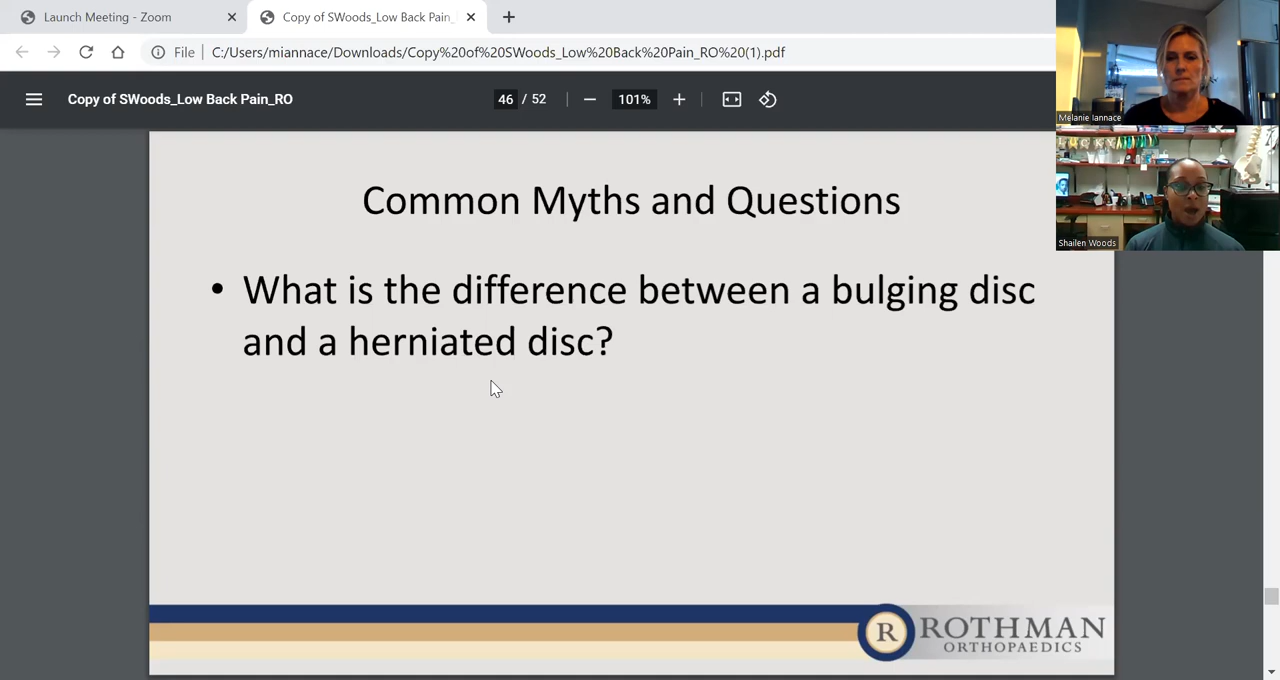 Launch Meeting - Zoom
Copy of SWoods_Low Back Pain_
File
C:/Users/miannace/Downloads/Copy%20of%20SWoods_Low%20Back%20Pain_RO%20(1).pdf
Copy of SWoods_Low Back Pain_RO
46 / 52
101%
Melanie Iannace
Shailen Woods
Common Myths and Questions
• What is the difference between a bulging disc
and a herniated disc?
R
ROTHMAN
ORTHOPAEDICS